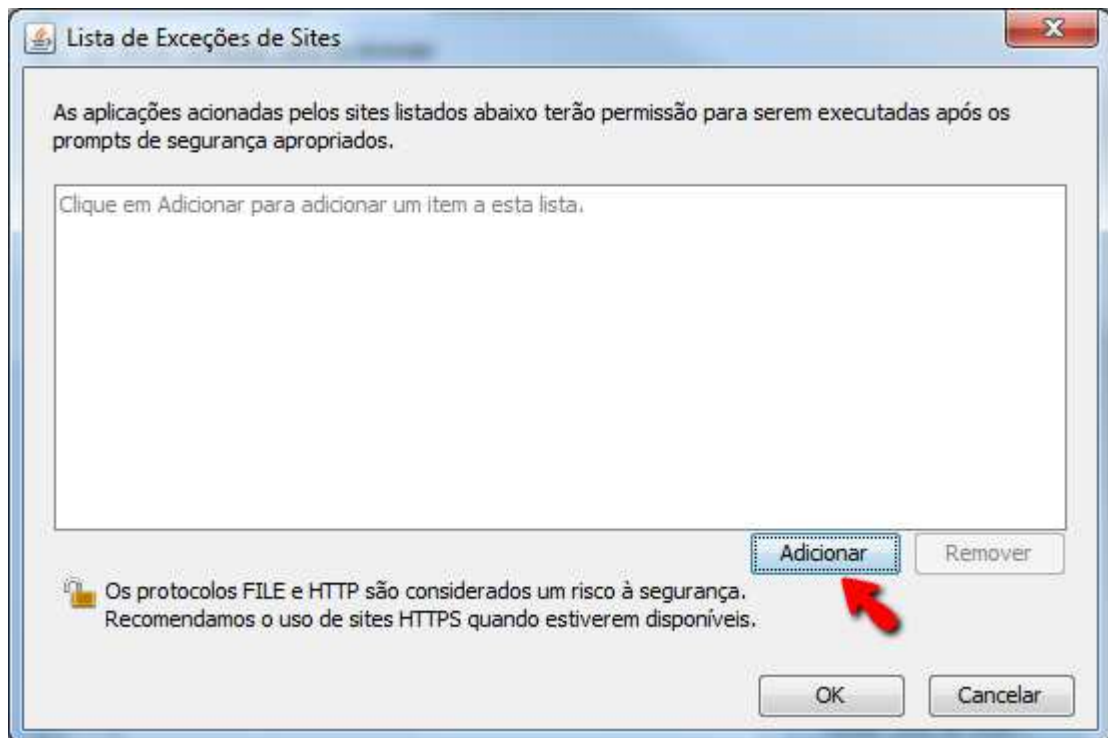 Lista de Exceções de Sites
As aplicações acionadas pelos sites listados abaixo terão permissão para serem executadas após os
prompts de segurança apropriados.
Clique em Adicionar para adicionar um item a esta lista.
Adicionar
Remover
Os protocolos FILE e HTTP são considerados um risco à segurança.
Recomendamos o uso de sites HTTPS quando estiverem disponíveis.
OK
Cancelar